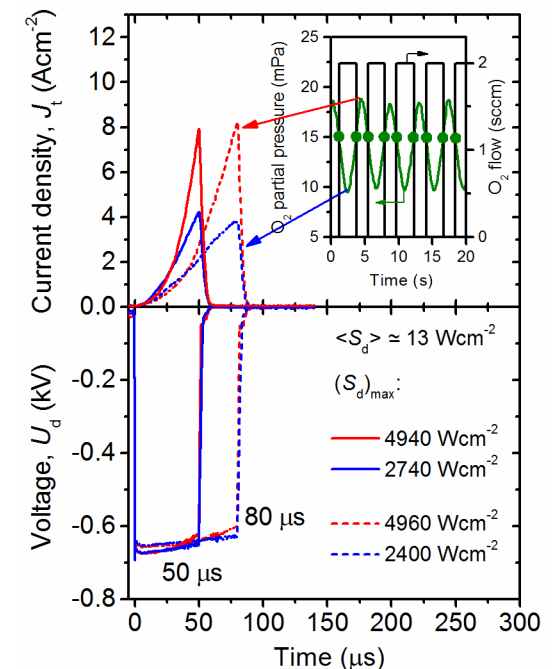 Current density, Jt (Acm-2)
12
10
8
6
4
2
0.0
O2 partial pressure (mPa)
25
20
15
10
5
2
1
0
O2 flow (sccm)
0 5 10 15 20
Time (s)
Voltage, Ud (kV)
-0.2
-0.4
-0.6
-0.8
<Sd> ≃ 13 Wcm-2
(Sd)max:
4940 Wcm-2
2740 Wcm-2
4960 Wcm-2
2400 Wcm-2
80 μs
50 μs
0 50 100 150 200 250 300
Time (μs)